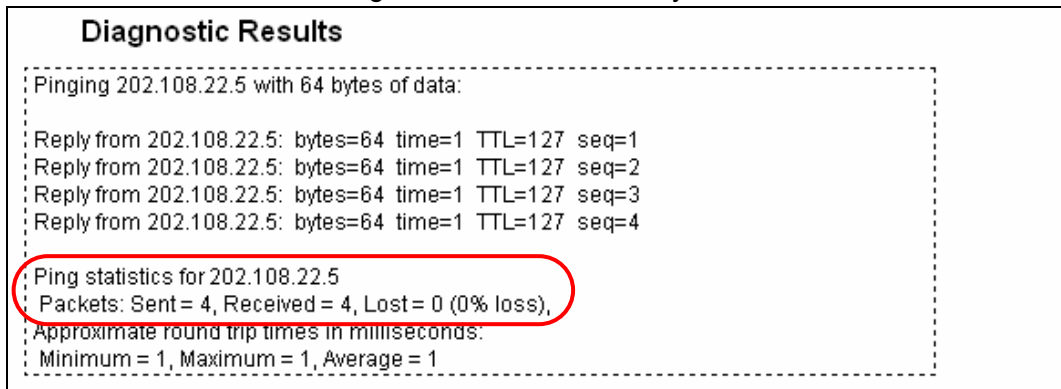 Diagnostic Results
Pinging 202.108.22.5 with 64 bytes of data:
Reply from 202.108.22.5: bytes=64 time=1 TTL=127 seq=1
Reply from 202.108.22.5: bytes=64 time=1 TTL=127 seq=2
Reply from 202.108.22.5: bytes=64 time=1 TTL=127 seq=3
Reply from 202.108.22.5: bytes=64 time=1 TTL=127 seq=4
Ping statistics for 202.108.22.5
Packets: Sent = 4, Received = 4, Lost = 0 (0% loss),
Approximate round trip times in milliseconds:
Minimum = 1, Maximum = 1, Average = 1